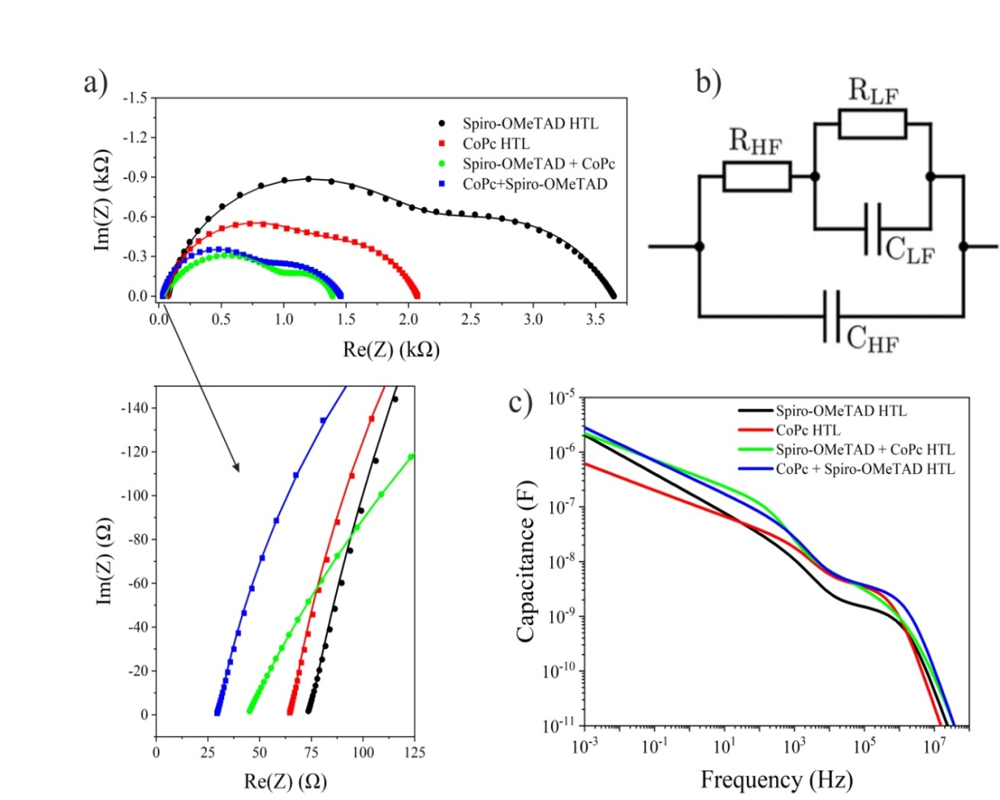 a)
-1.5
-1.2
-0.9
-0.6
-0.3
0.0
Im(Z) (kΩ)
Spiro-OMeTAD HTL
CoPc HTL
Spiro-OMeTAD + CoPc
CoPc+Spiro-OMeTAD
0.0 0.5 1.0 1.5 2.0 2.5 3.0 3.5
Re(Z) (kΩ)
-140
-120
-100
-80
-60
-40
-20
0
Im(Z) (Ω)
0 25 50 75 100 125
Re(Z) (Ω)
b)
R_LF
R_HF
C_LF
C_HF
c)
10^-5
10^-6
10^-7
10^-8
10^-9
10^-10
10^-11
Capacitance (F)
Spiro-OMeTAD HTL
CoPc HTL
Spiro-OMeTAD + CoPc HTL
CoPc + Spiro-OMeTAD HTL
10^-3 10^-1 10^1 10^3 10^5 10^7
Frequency (Hz)